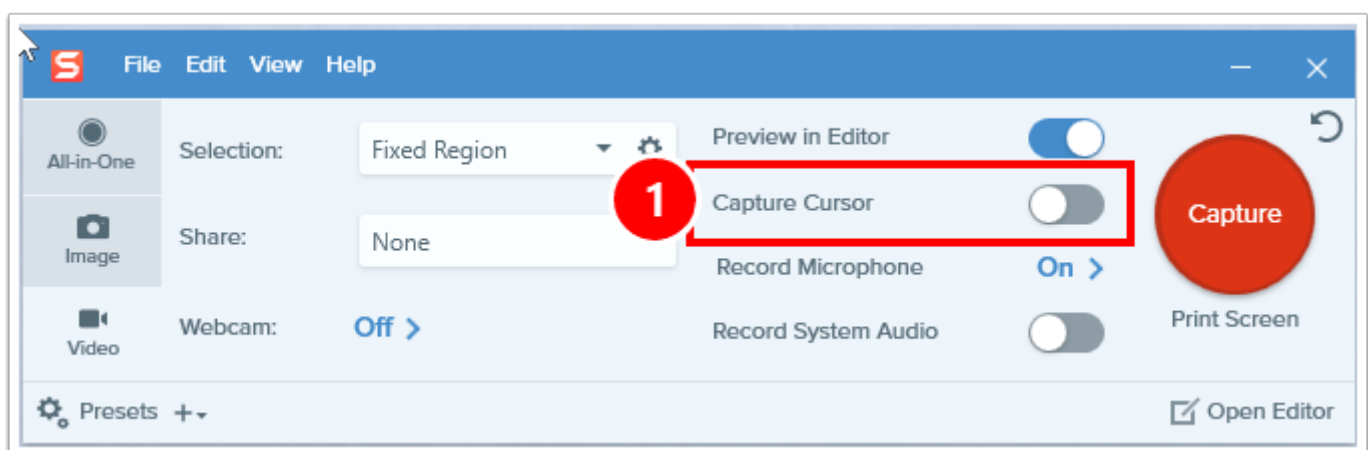 S File Edit View Help
All-in-One
Image
Video
Selection: Fixed Region
Share: None
Webcam: Off >
Preview in Editor
1 Capture Cursor
Record Microphone On >
Record System Audio
Capture
Print Screen
Presets +
Open Editor